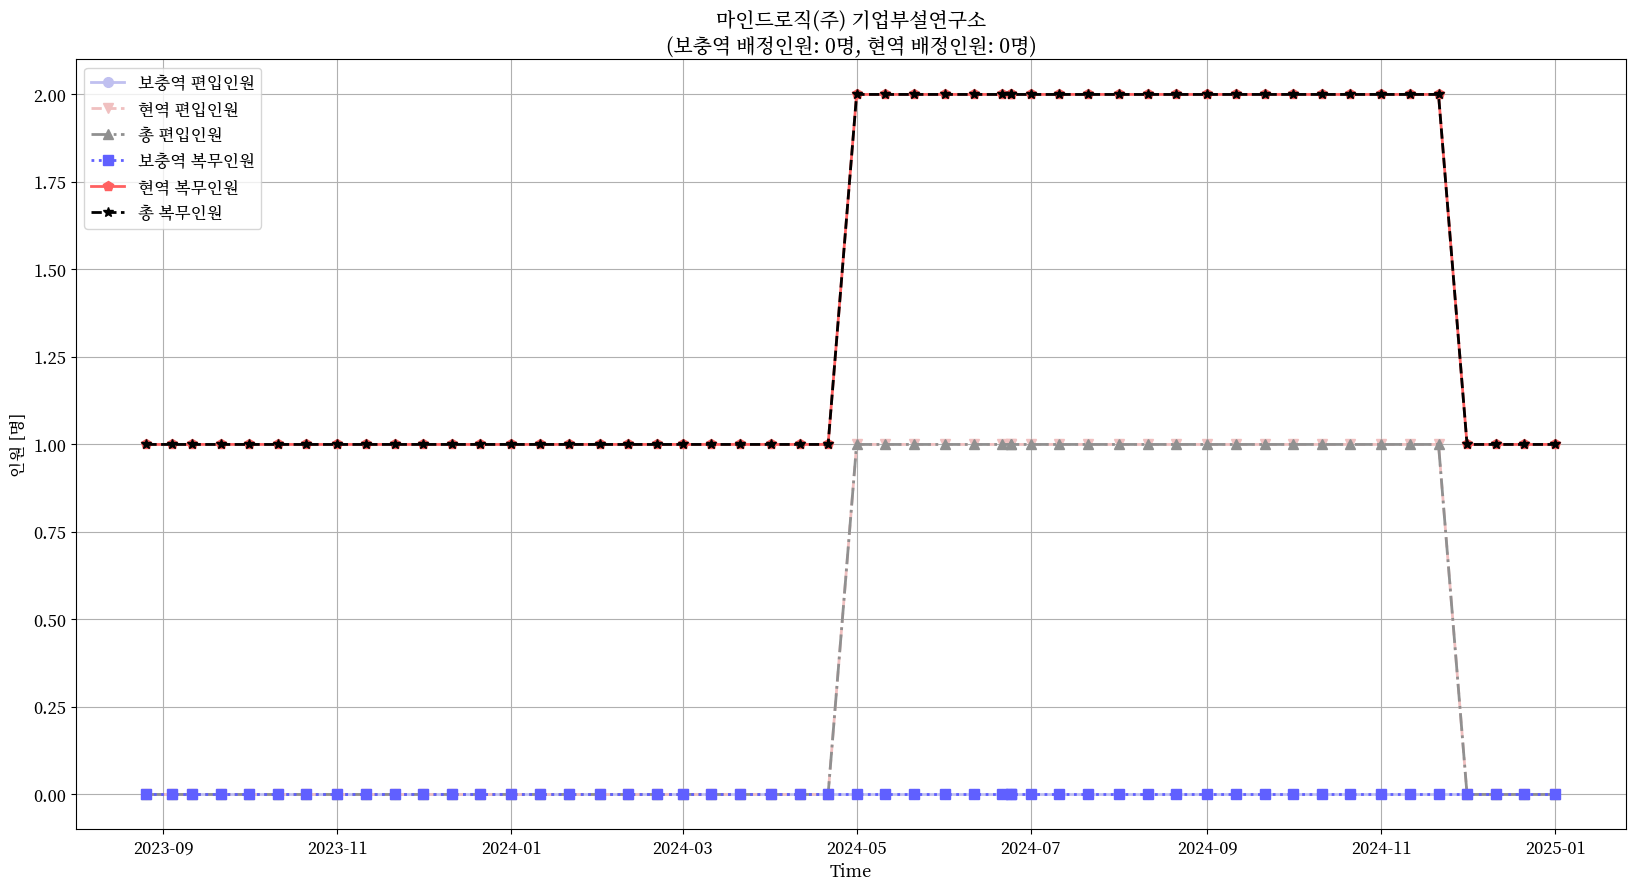 마인드로직(주) 기업부설연구소
(보충역 배정인원: 0명, 현역 배정인원: 0명)
보충역 편입인원
현역 편입인원
총 편입인원
보충역 복무인원
현역 복무인원
총 복무인원
인원 [명]
2.00
1.75
1.50
1.25
1.00
0.75
0.50
0.25
0.00
2023-09
2023-11
2024-01
2024-03
2024-05
2024-07
2024-09
2024-11
2025-01
Time